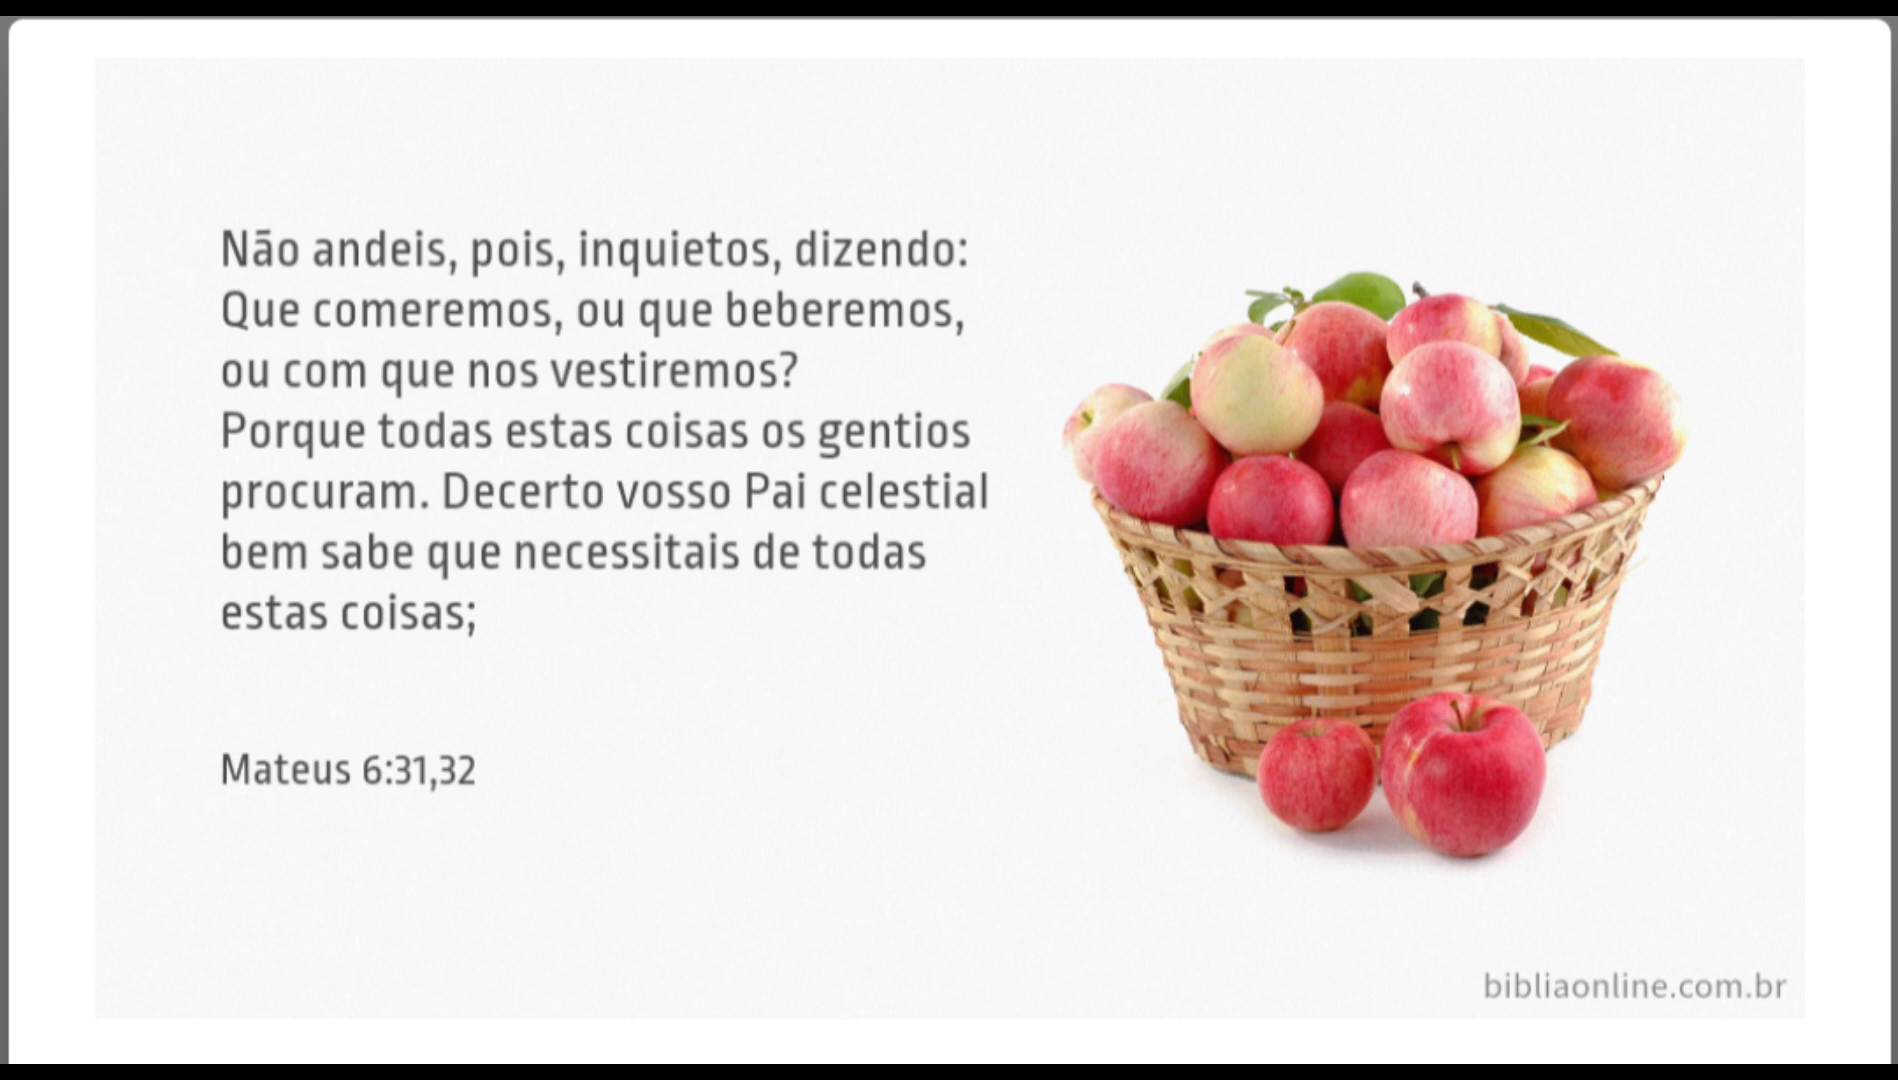 Não andeis, pois, inquietos, dizendo:
Que comeremos, ou que beberemos,
ou com que nos vestiremos?
Porque todas estas coisas os gentios
procuram. Decerto vosso Pai celestial
bem sabe que necessitais de todas
estas coisas;
Mateus 6:31,32
bibliaonline.com.br